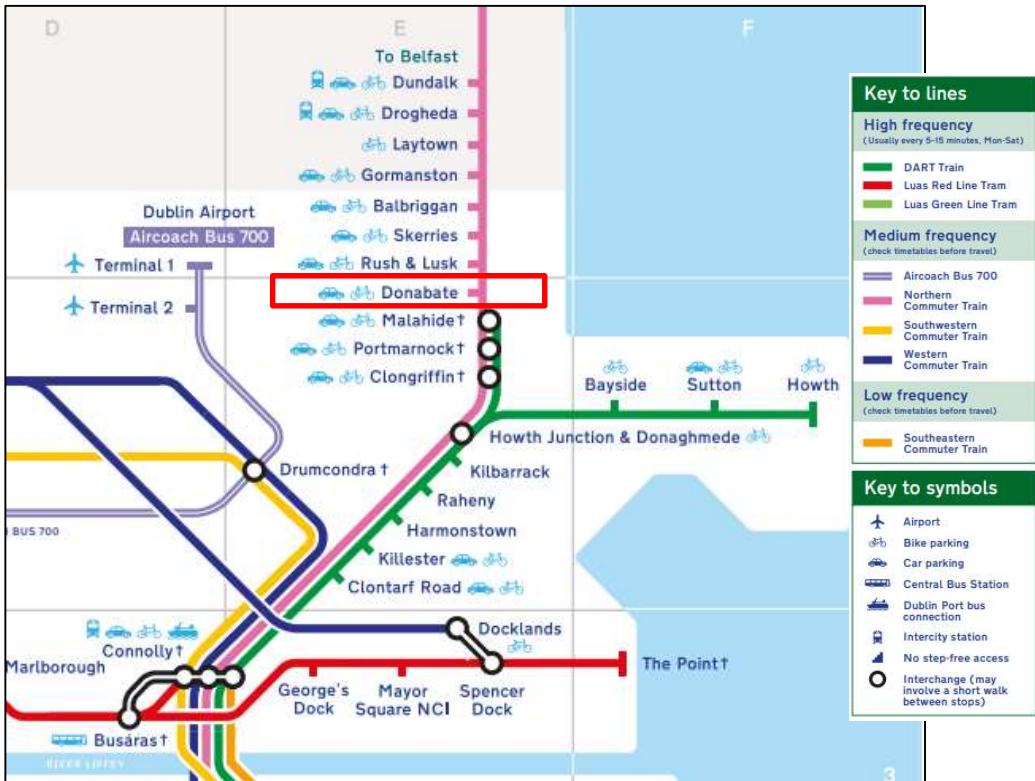 D
E
F
To Belfast
Dundalk
Drogheda
Laytown
Gormanston
Balbriggan
Skerries
Rush & Lusk
Donabate
Malahide†
Portmarnock†
Clongriffin†
Dublin Airport
Aircoach Bus 700
Terminal 1
Terminal 2
Bayside
Sutton
Howth
Howth Junction & Donaghmede
Drumcondra †
Kilbarrack
Raheny
Harmonstown
Killester
Clontarf Road
BUS 700
Connolly†
Marlborough
Docklands
The Point†
George's
Dock
Mayor
Square NCI
Spencer
Dock
Busáras†
RIVER LIFFEY
3
Key to lines
High frequency
(Usually every 5-15 minutes, Mon-Sat)
DART Train
Luas Red Line Tram
Luas Green Line Tram
Medium frequency
(check timetables before travel)
Aircoach Bus 700
Northern
Commuter Train
Southwestern
Commuter Train
Western
Commuter Train
Low frequency
(check timetables before travel)
Southeastern
Commuter Train
Key to symbols
Airport
Bike parking
Car parking
Central Bus Station
Dublin Port bus
connection
Intercity station
No step-free access
Interchange (may
involve a short walk
between stops)